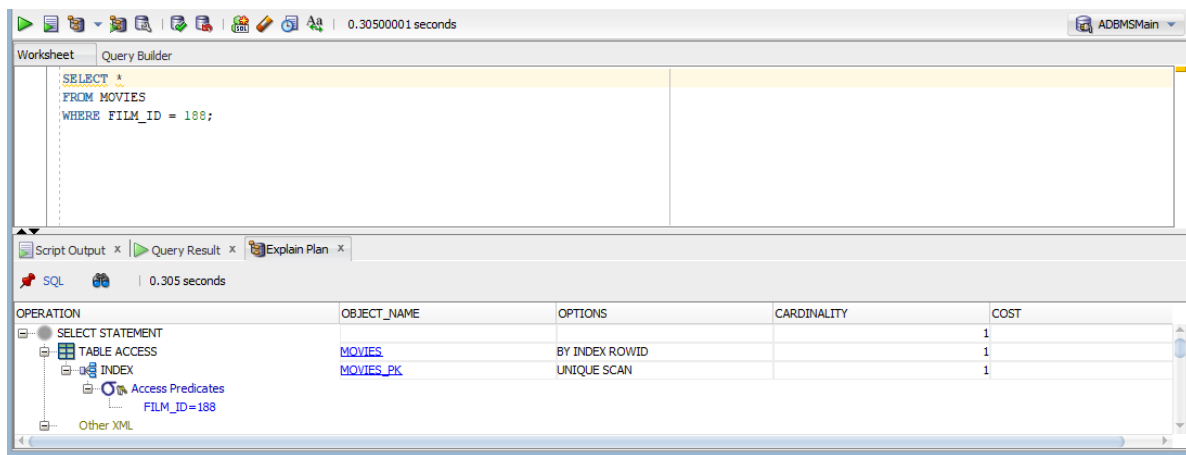 0.30500001 seconds
ADBMSMain
Worksheet Query Builder
SELECT *
FROM MOVIES
WHERE FILM_ID = 188;
Script Output x Query Result x Explain Plan x
SQL 0.305 seconds
OPERATION OBJECT_NAME OPTIONS CARDINALITY COST
SELECT STATEMENT 1
TABLE ACCESS MOVIES BY INDEX ROWID 1
INDEX MOVIES_PK UNIQUE SCAN 1
Access Predicates
FILM_ID=188
Other XML